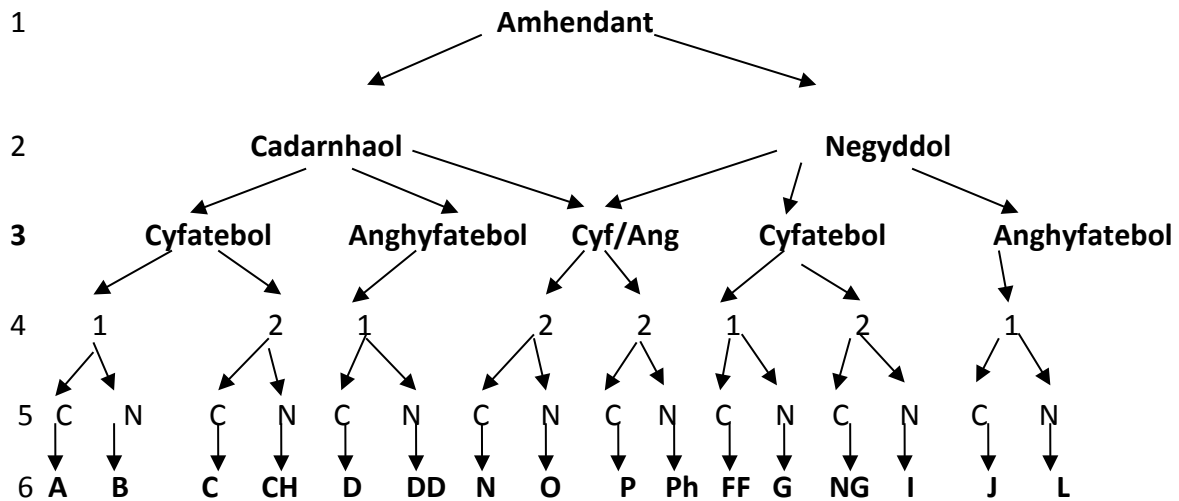 1 Amhendant
2 Cadarnhaol Negyddol
3 Cyfatebol Anghyfatebol Cyf/Ang Cyfatebol Anghyfatebol
4 1 2 1 2 2 1 2 1
5 C N C N C N C N C N C N C N C N
6 A B C CH D DD N O P Ph FF G NG I J L